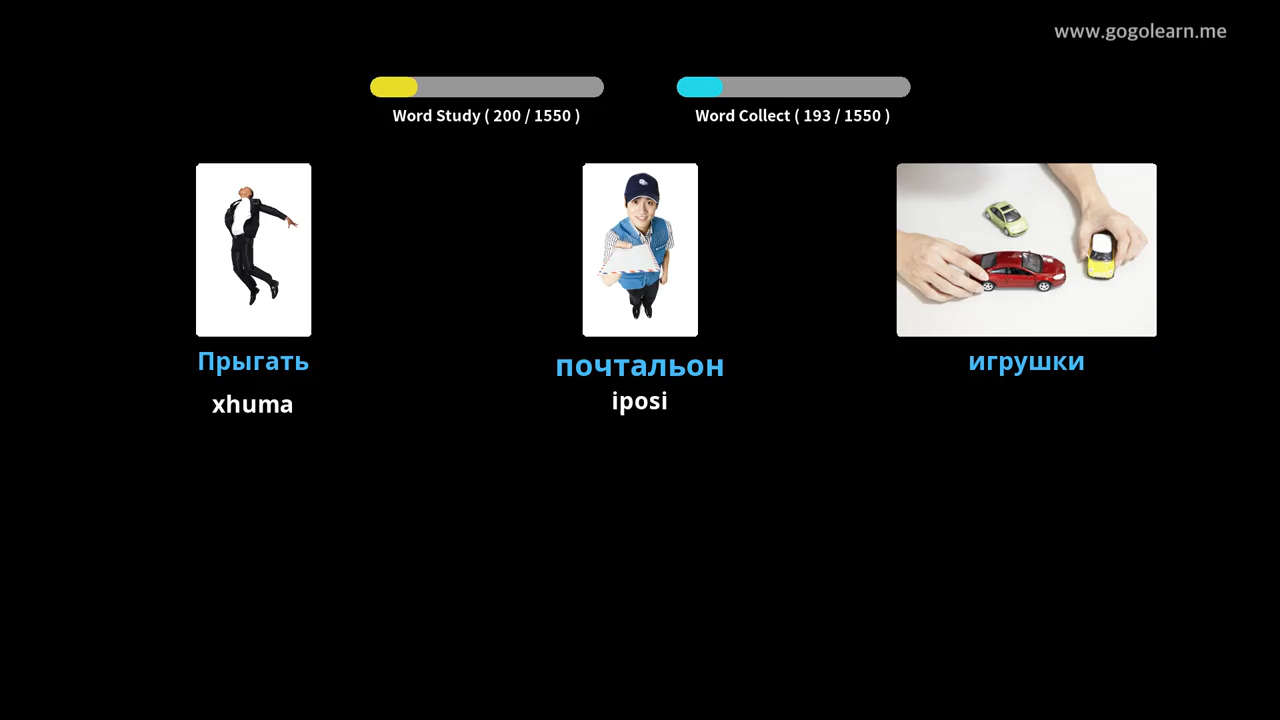 www.gogolearn.me
Word Study ( 200 / 1550 )
Word Collect ( 193 / 1550 )
Прыгать
xhuma
почтальон
iposi
игрушки